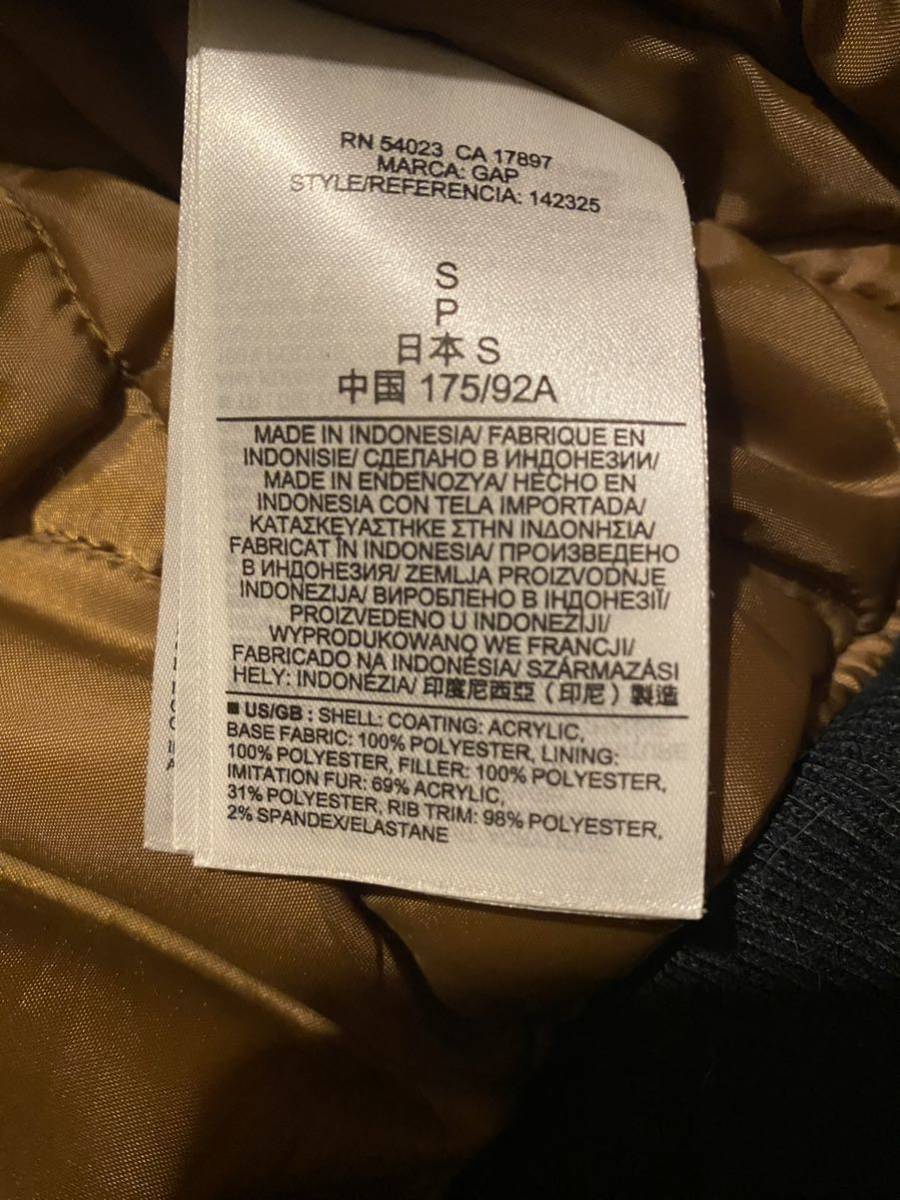 RN 54023 CA 17897
MARCA: GAP
STYLE/REFERENCIA: 142325
S
P
日本 S
中国 175/92A
MADE IN INDONESIA/ FABRIQUE EN
INDONISIE/ СДЕЛАНО В ИНДОНЕЗИИ/
MADE IN ENDENOZYA/ HECHO EN
INDONESIA CON TELA IMPORTADA/
ΚΑΤΑΣΚΕΥΑΣΤΗΚΕ ΣΤΗΝ ΙΝΔΟΝΗΣΙΑ/
FABRICAT ÎN INDONESIA/ ПРОИЗВЕДЕНО
В ИНДОНЕЗИЯ/ ZEMLJA PROIZVODNJE
INDONEZIJA/ ВИРОБЛЕНО В ІНДОНЕЗІЇ/
PROIZVEDENO U INDONEZIJI/
WYPRODUKOWANO WE FRANCJI/
FABRICADO NA INDONÉSIA/ SZÁRMAZÁSI
HELY: INDONÉZIA/ 印度尼西亞（印尼）製造
■ US/GB : SHELL: COATING: ACRYLIC,
BASE FABRIC: 100% POLYESTER, LINING:
100% POLYESTER, FILLER: 100% POLYESTER,
IMITATION FUR: 69% ACRYLIC,
31% POLYESTER, RIB TRIM: 98% POLYESTER,
2% SPANDEX/ELASTANE